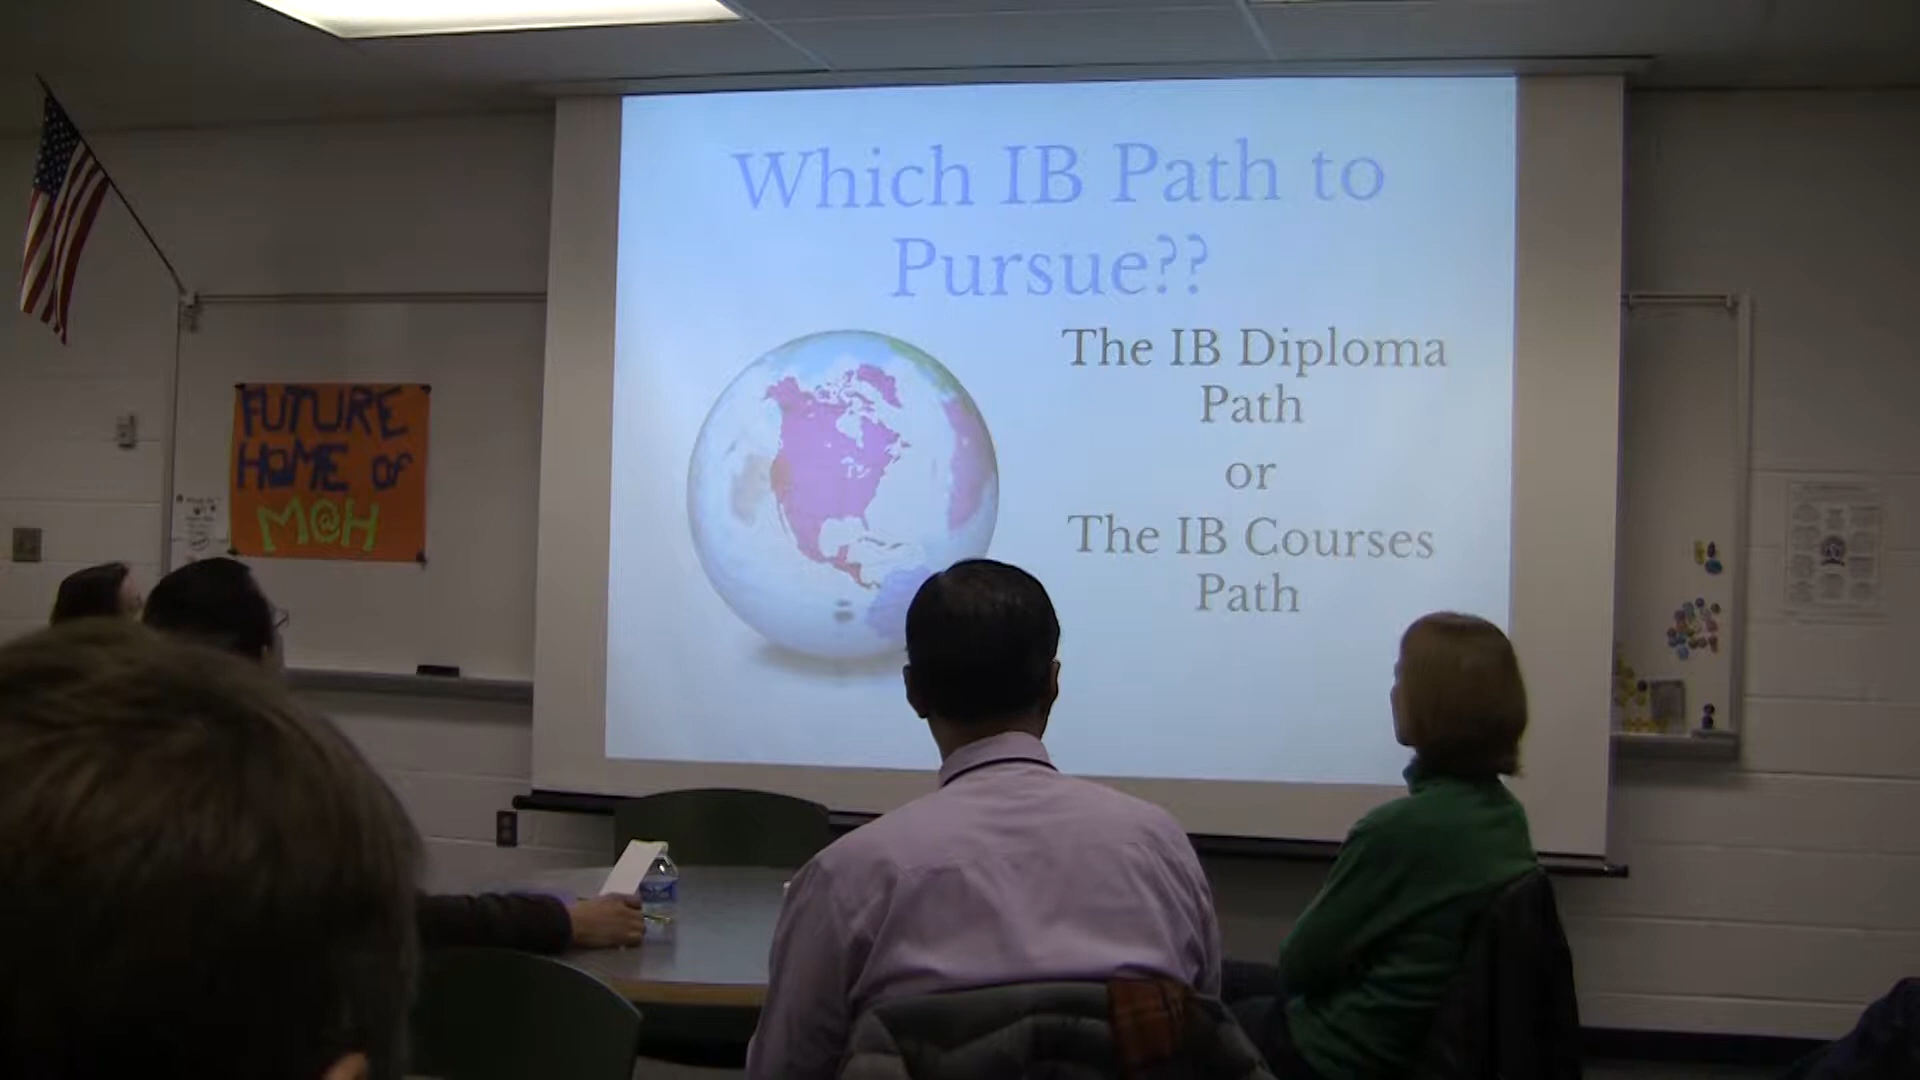 Which IB Path to
Pursue??
The IB Diploma
Path
or
The IB Courses
Path
FUTURE
HOME OF
M@H